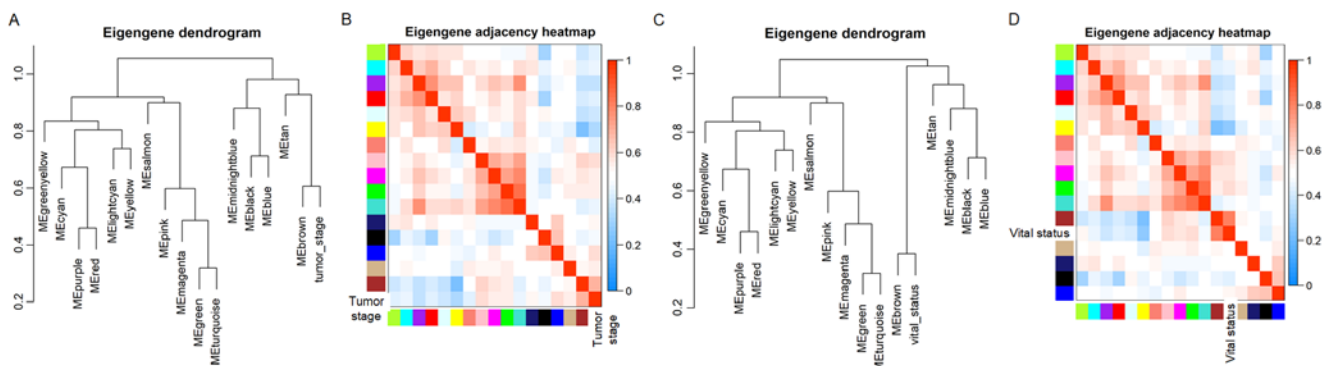 A
Eigengene dendrogram
1.0
0.8
0.6
0.4
0.2
MEgreenyellow
MEcyan
MEpurple
MEred
MElightcyan
MEyellow
MEsalmon
MEpink
MEmagenta
MEgreen
MEturquoise
MEmidnightblue
MEblack
MEblue
MEtan
MEbrown
tumor_stage
B
Eigengene adjacency heatmap
1
0.8
0.6
0.4
0.2
0
Tumor
stage
Tumor
stage
C
Eigengene dendrogram
1.0
0.8
0.6
0.4
0.2
MEgreenyellow
MEcyan
MEpurple
MEred
MElightcyan
MEyellow
MEsalmon
MEpink
MEmagenta
MEgreen
MEturquoise
MEbrown
vital_status
MEtan
MEmidnightblue
MEblack
MEblue
D
Eigengene adjacency heatmap
1
0.8
0.6
0.4
0.2
0
Vital status
Vital status